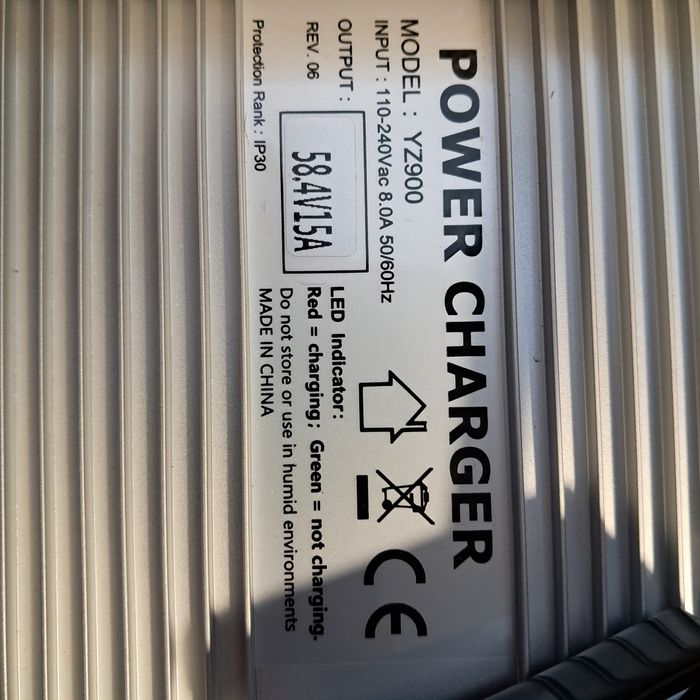 POWER CHARGER
MODEL : YZ900
INPUT : 110-240Vac 8.0A 50/60Hz
OUTPUT :
58.4V15A
REV. 06
Protection Rank : IP30
LED Indicator:
Red = charging; Green = not charging.
Do not store or use in humid environments
MADE IN CHINA
CE